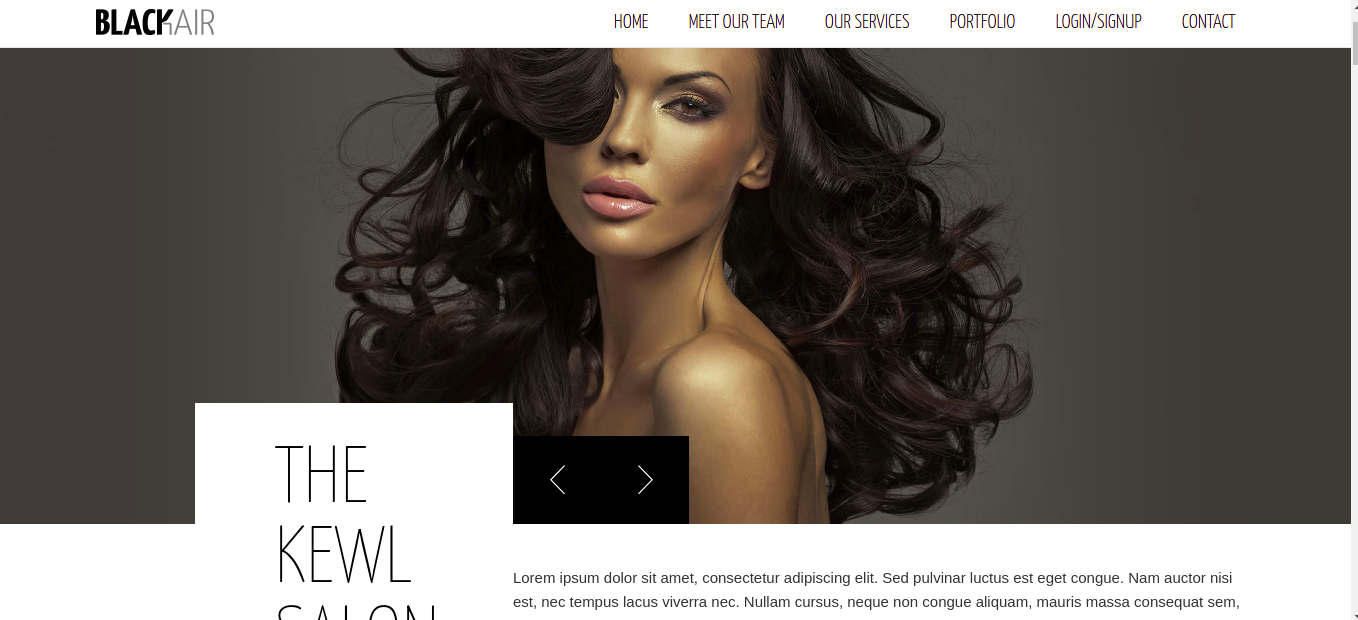 BLACKHAIR
HOME MEET OUR TEAM OUR SERVICES PORTFOLIO LOGIN/SIGNUP CONTACT
THE
KEWL
SALON
Lorem ipsum dolor sit amet, consectetur adipiscing elit. Sed pulvinar luctus est eget congue. Nam auctor nisi
est, nec tempus lacus viverra nec. Nullam cursus, neque non congue aliquam, mauris massa consequat sem,